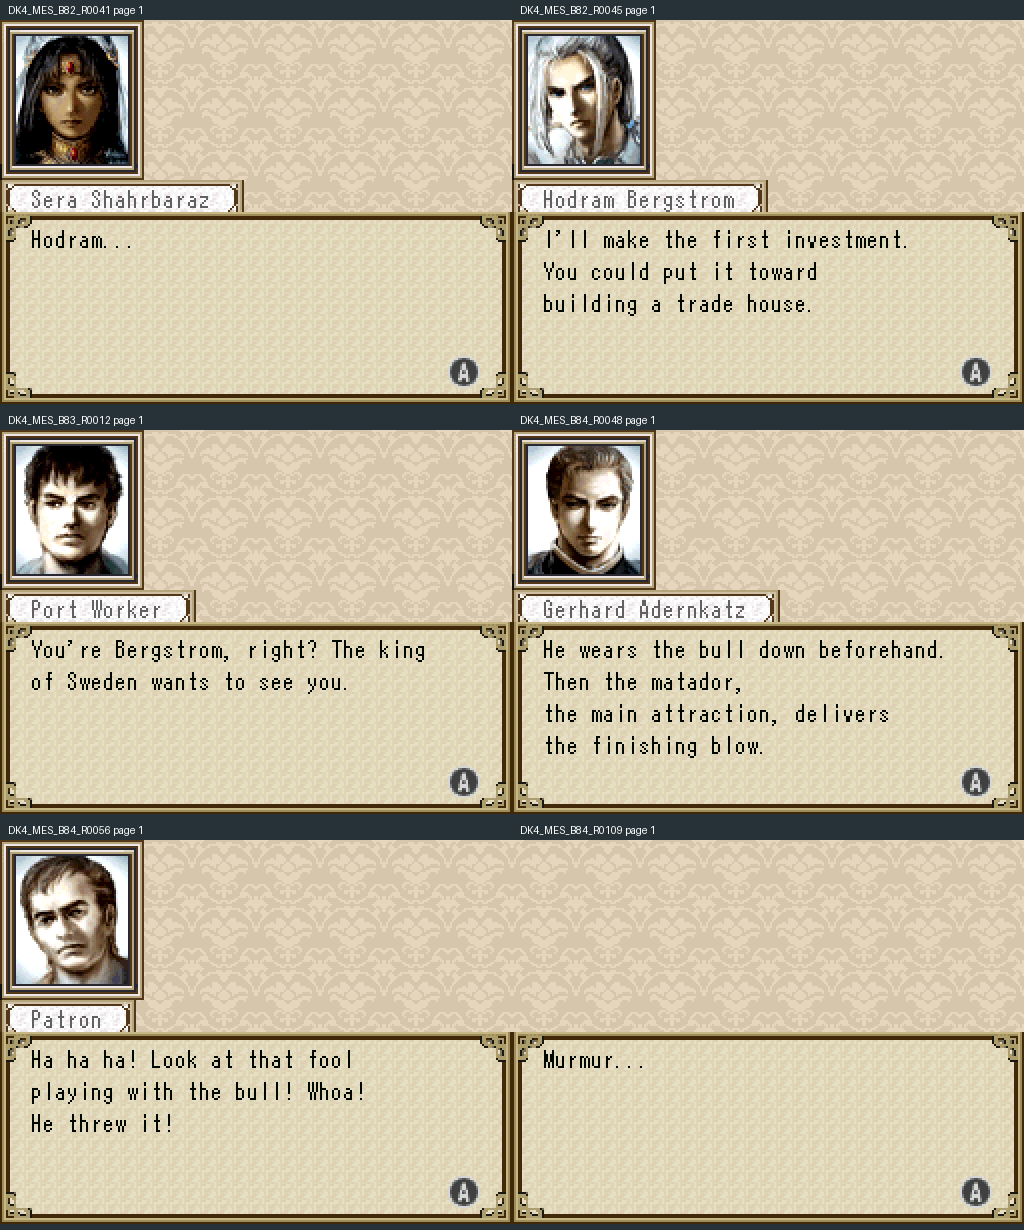 DK4_MES_B82_R0041 page 1
Sera Shahrbaraz
Hodram...
A
DK4_MES_B82_R0045 page 1
Hodram Bergstrom
I'll make the first investment.
You could put it toward
building a trade house.
A
DK4_MES_B83_R0012 page 1
Port Worker
You're Bergstrom, right? The king
of Sweden wants to see you.
A
DK4_MES_B84_R0048 page 1
Gerhard Adernkatz
He wears the bull down beforehand.
Then the matador,
the main attraction, delivers
the finishing blow.
A
DK4_MES_B84_R0056 page 1
Patron
Ha ha ha! Look at that fool
playing with the bull! Whoa!
He threw it!
A
DK4_MES_B84_R0109 page 1
Murmur...
A